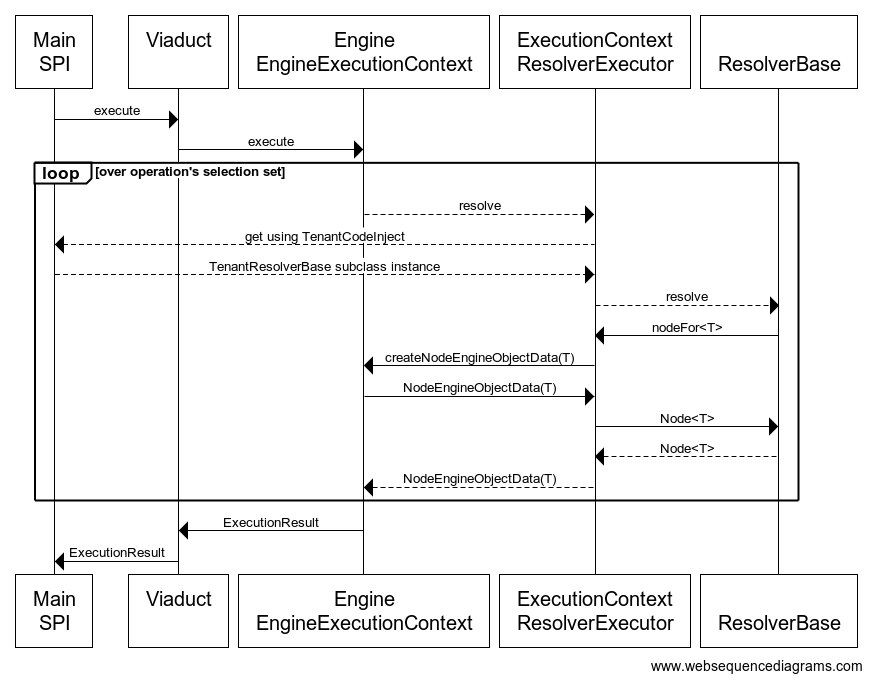 Main
SPI
Viaduct
Engine
EngineExecutionContext
ExecutionContext
ResolverExecutor
ResolverBase
execute
execute
loop
[over operation's selection set]
resolve
get using TenantCodeInject
TenantResolverBase subclass instance
resolve
nodeFor<T>
createNodeEngineObjectData(T)
NodeEngineObjectData(T)
Node<T>
Node<T>
NodeEngineObjectData(T)
ExecutionResult
ExecutionResult
Main
SPI
Viaduct
Engine
EngineExecutionContext
ExecutionContext
ResolverExecutor
ResolverBase
www.websequencediagrams.com